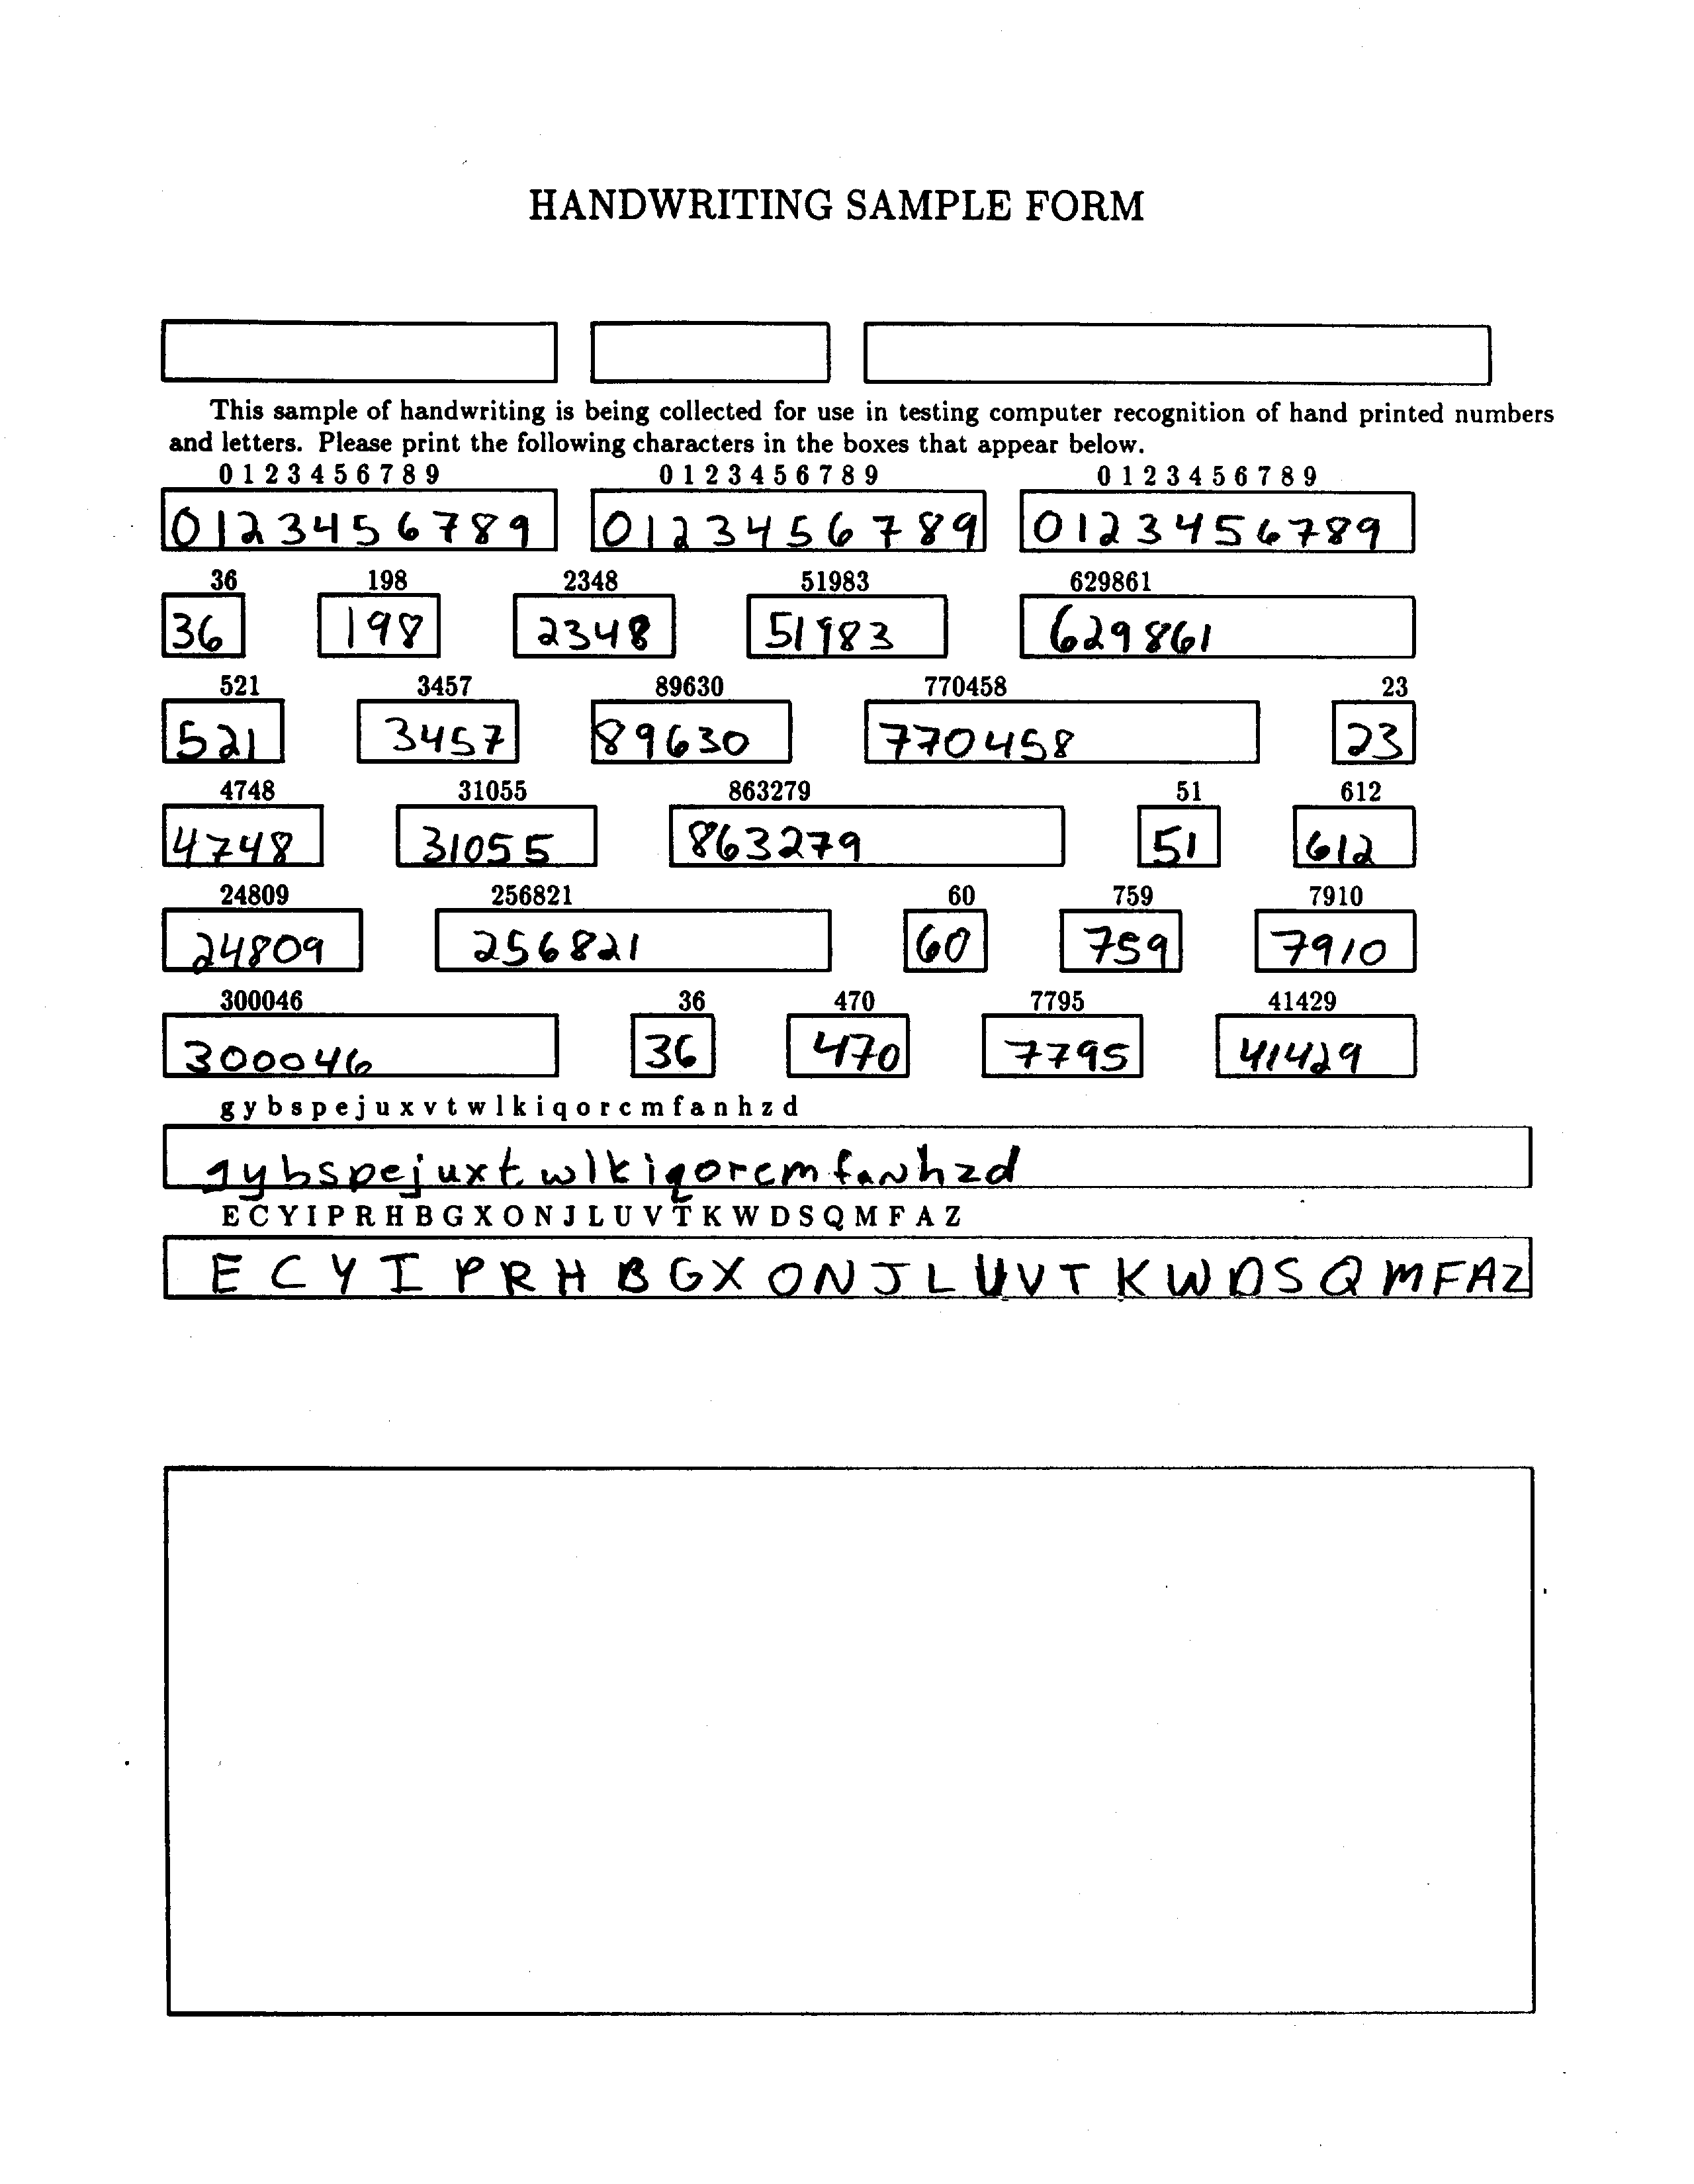 HANDWRITING SAMPLE FORM
This sample of handwriting is being collected for use in testing computer recognition of hand printed numbers
and letters. Please print the following characters in the boxes that appear below.
0 1 2 3 4 5 6 7 8 9 0 1 2 3 4 5 6 7 8 9 0 1 2 3 4 5 6 7 8 9
0123456789 0123456789 0123456789
36 198 2348 51983 629861
36 198 2348 51983 629861
521 3457 89630 770458 23
521 3457 89630 770458 23
4748 31055 863279 51 612
4748 31055 863279 51 612
24809 256821 60 759 7910
24809 256821 60 759 7910
300046 36 470 7795 41429
300046 36 470 7795 41429
g y b s p e j u x v t w l k i q o r c m f a n h z d
gybspejuxtwlkiqorcmfanhzd
E C Y I P R H B G X O N J L U V T K W D S Q M F A Z
E C Y I P R H B G X O N J L U V T K W D S Q M F A Z